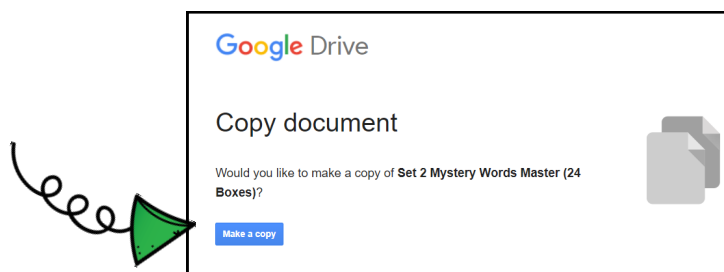 Google Drive
Copy document
Would you like to make a copy of Set 2 Mystery Words Master (24
Boxes)?
Make a copy